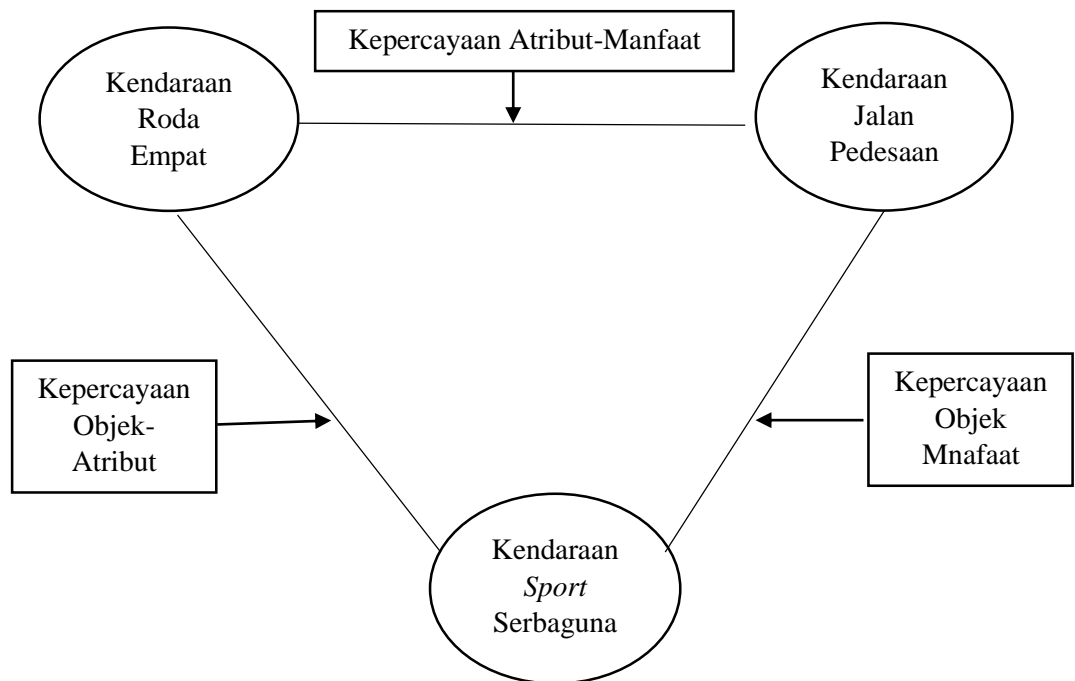 Kepercayaan Atribut-Manfaat
Kendaraan
Roda
Empat
Kendaraan
Jalan
Pedesaan
Kepercayaan
Objek-
Atribut
Kepercayaan
Objek
Mnafaat
Kendaraan
Sport
Serbaguna